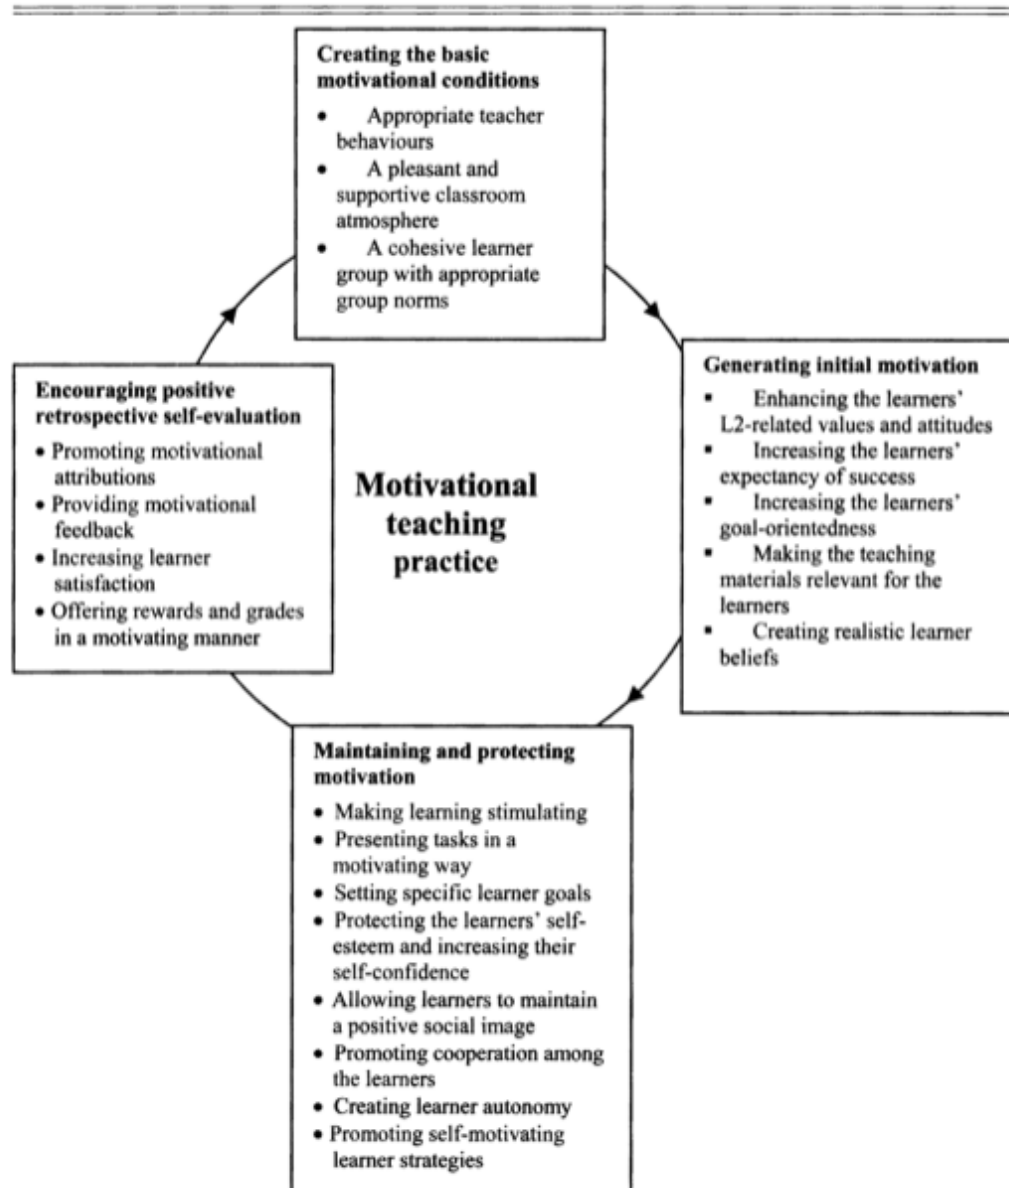 Creating the basic
motivational conditions
• Appropriate teacher
behaviours
• A pleasant and
supportive classroom
atmosphere
• A cohesive learner
group with appropriate
group norms
Generating initial motivation
▪ Enhancing the learners'
L2-related values and attitudes
▪ Increasing the learners'
expectancy of success
▪ Increasing the learners'
goal-orientedness
▪ Making the teaching
materials relevant for the
learners
▪ Creating realistic learner
beliefs
Encouraging positive
retrospective self-evaluation
• Promoting motivational
attributions
• Providing motivational
feedback
• Increasing learner
satisfaction
• Offering rewards and grades
in a motivating manner
Motivational
teaching
practice
Maintaining and protecting
motivation
• Making learning stimulating
• Presenting tasks in a
motivating way
• Setting specific learner goals
• Protecting the learners' self-
esteem and increasing their
self-confidence
• Allowing learners to maintain
a positive social image
• Promoting cooperation among
the learners
• Creating learner autonomy
• Promoting self-motivating
learner strategies